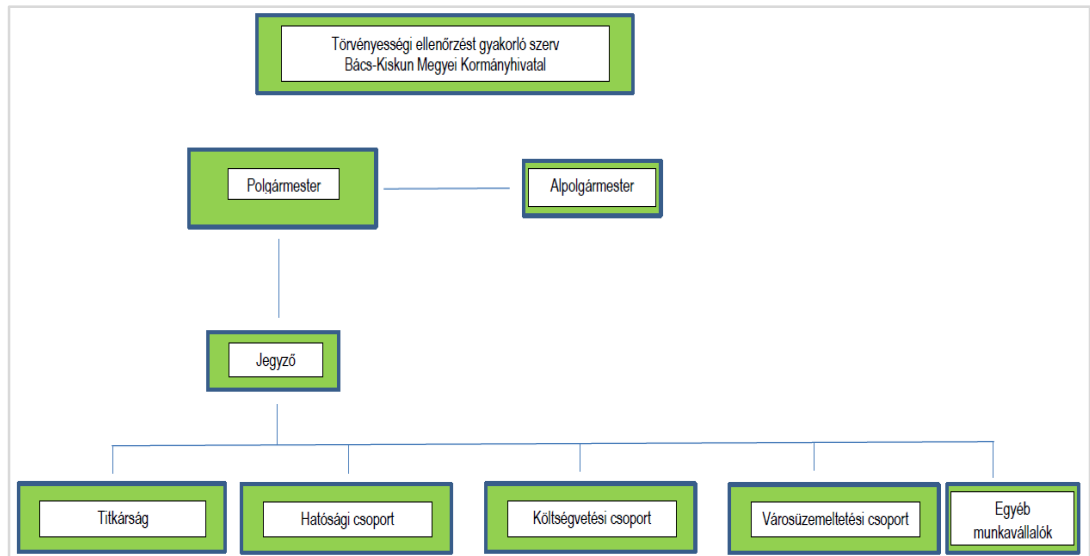 Törvényességi ellenőrzést gyakorló szerv
Bács-Kiskun Megyei Kormányhivatal
Polgármester
Alpolgármester
Jegyző
Titkárság
Hatósági csoport
Költségvetési csoport
Városüzemeltetési csoport
Egyéb
munkavállalók